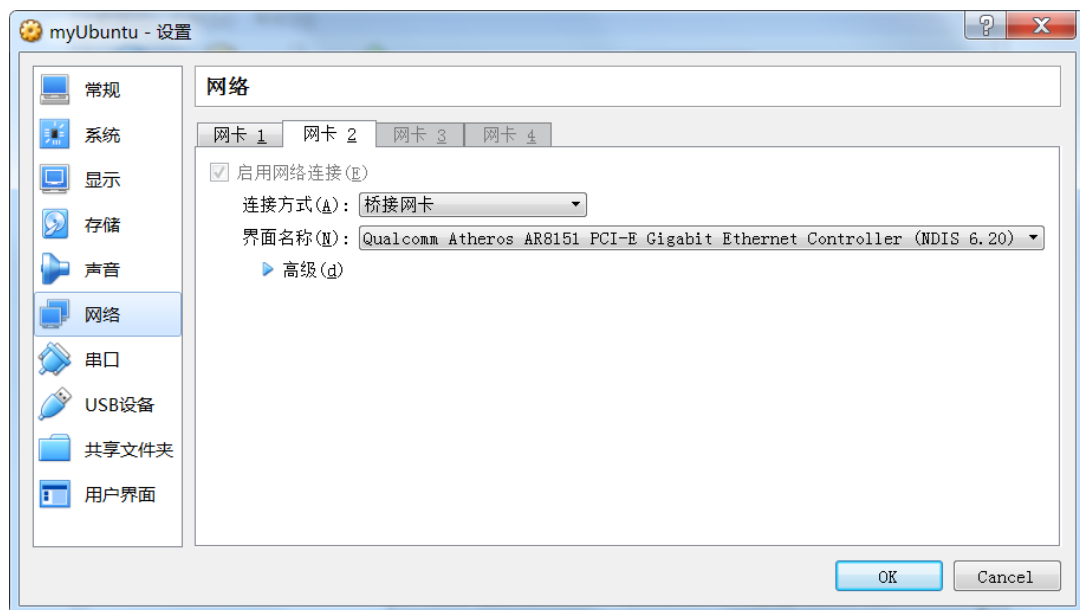 myUbuntu - 设置
常规
系统
显示
存储
声音
网络
串口
USB设备
共享文件夹
用户界面
网络
网卡 1 网卡 2 网卡 3 网卡 4
启用网络连接(E)
连接方式(A): 桥接网卡
界面名称(N): Qualcomm Atheros AR8151 PCI-E Gigabit Ethernet Controller (NDIS 6.20)
高级(d)
OK Cancel